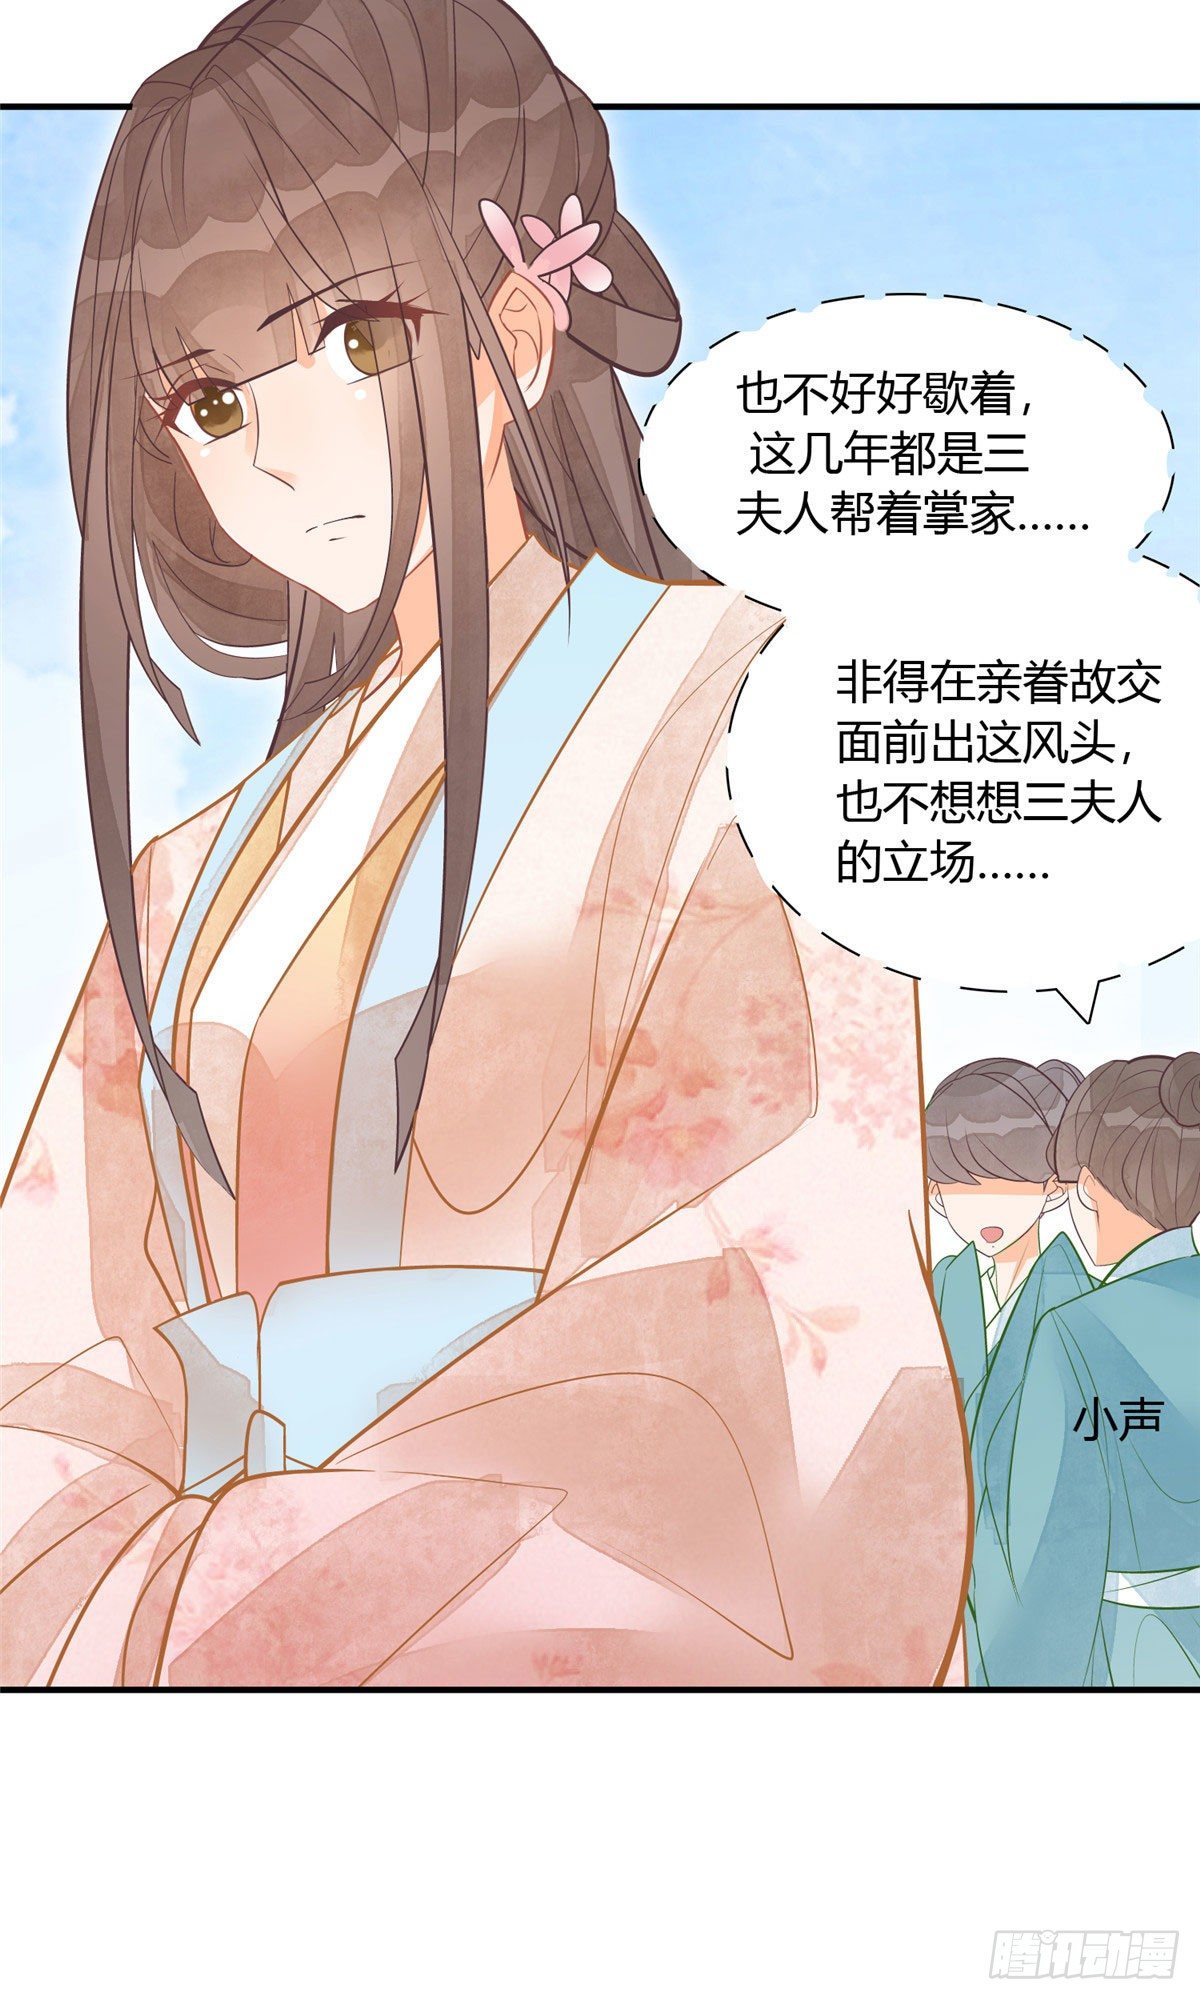 也不好好歇着，
这几年都是三
夫人帮着掌家……
非得在亲眷故交
面前出这风头，
也不想想三夫人
的立场……
小声
腾讯动漫